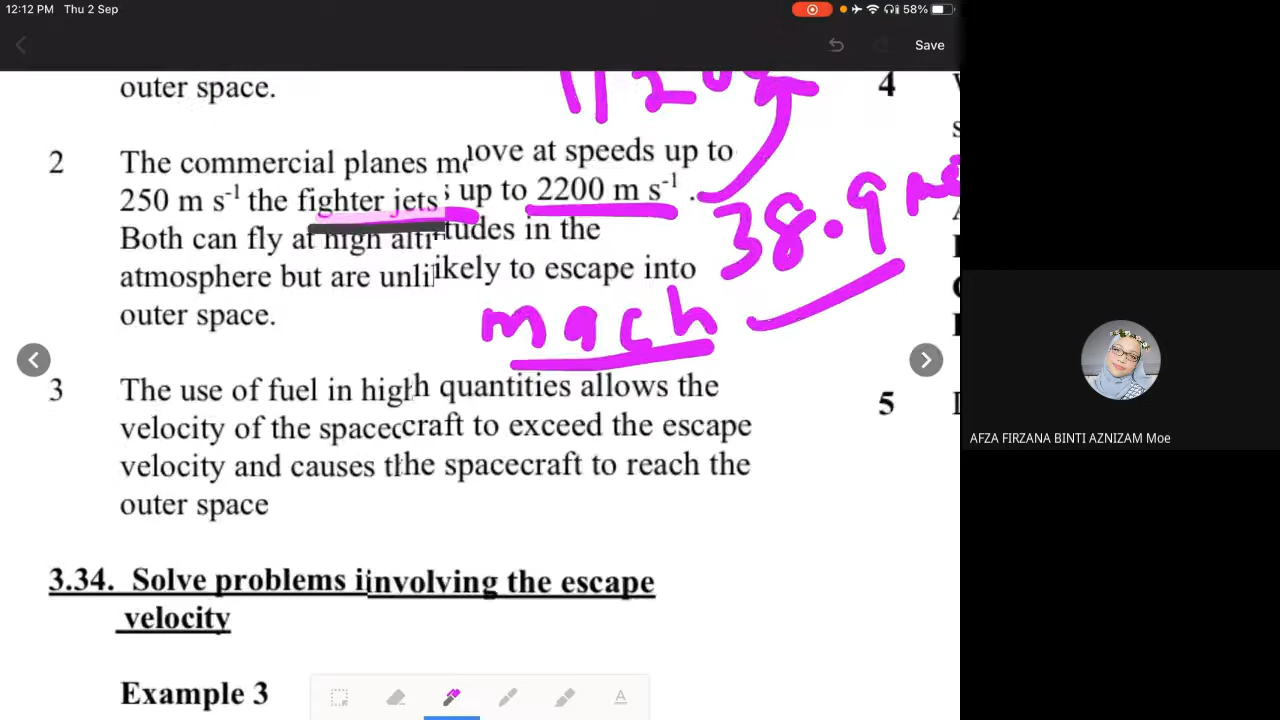 12:12 PM Thu 2 Sep
58%
Save
outer space.
4
2
The commercial planes move at speeds up to
250 m s⁻¹ the fighter jets up to 2200 m s⁻¹ .
Both can fly at high altitudes in the
atmosphere but are unlikely to escape into
outer space.
38.9
mach
3
The use of fuel in high quantities allows the
velocity of the spacecraft to exceed the escape
velocity and causes the spacecraft to reach the
outer space
5
3.34. Solve problems involving the escape
velocity
Example 3
A
AFZA FIRZANA BINTI AZNIZAM Moe